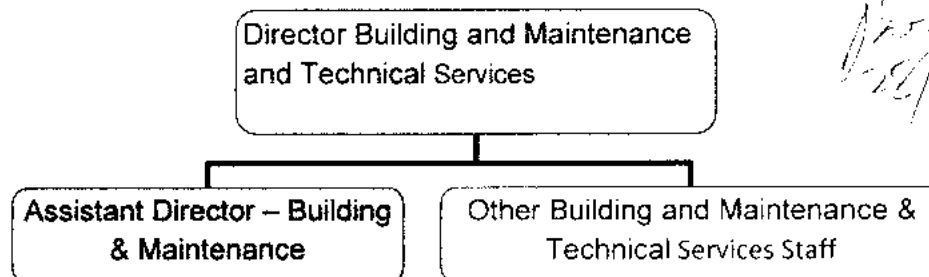 Director Building and Maintenance
and Technical Services
Assistant Director – Building
& Maintenance
Other Building and Maintenance &
Technical Services Staff